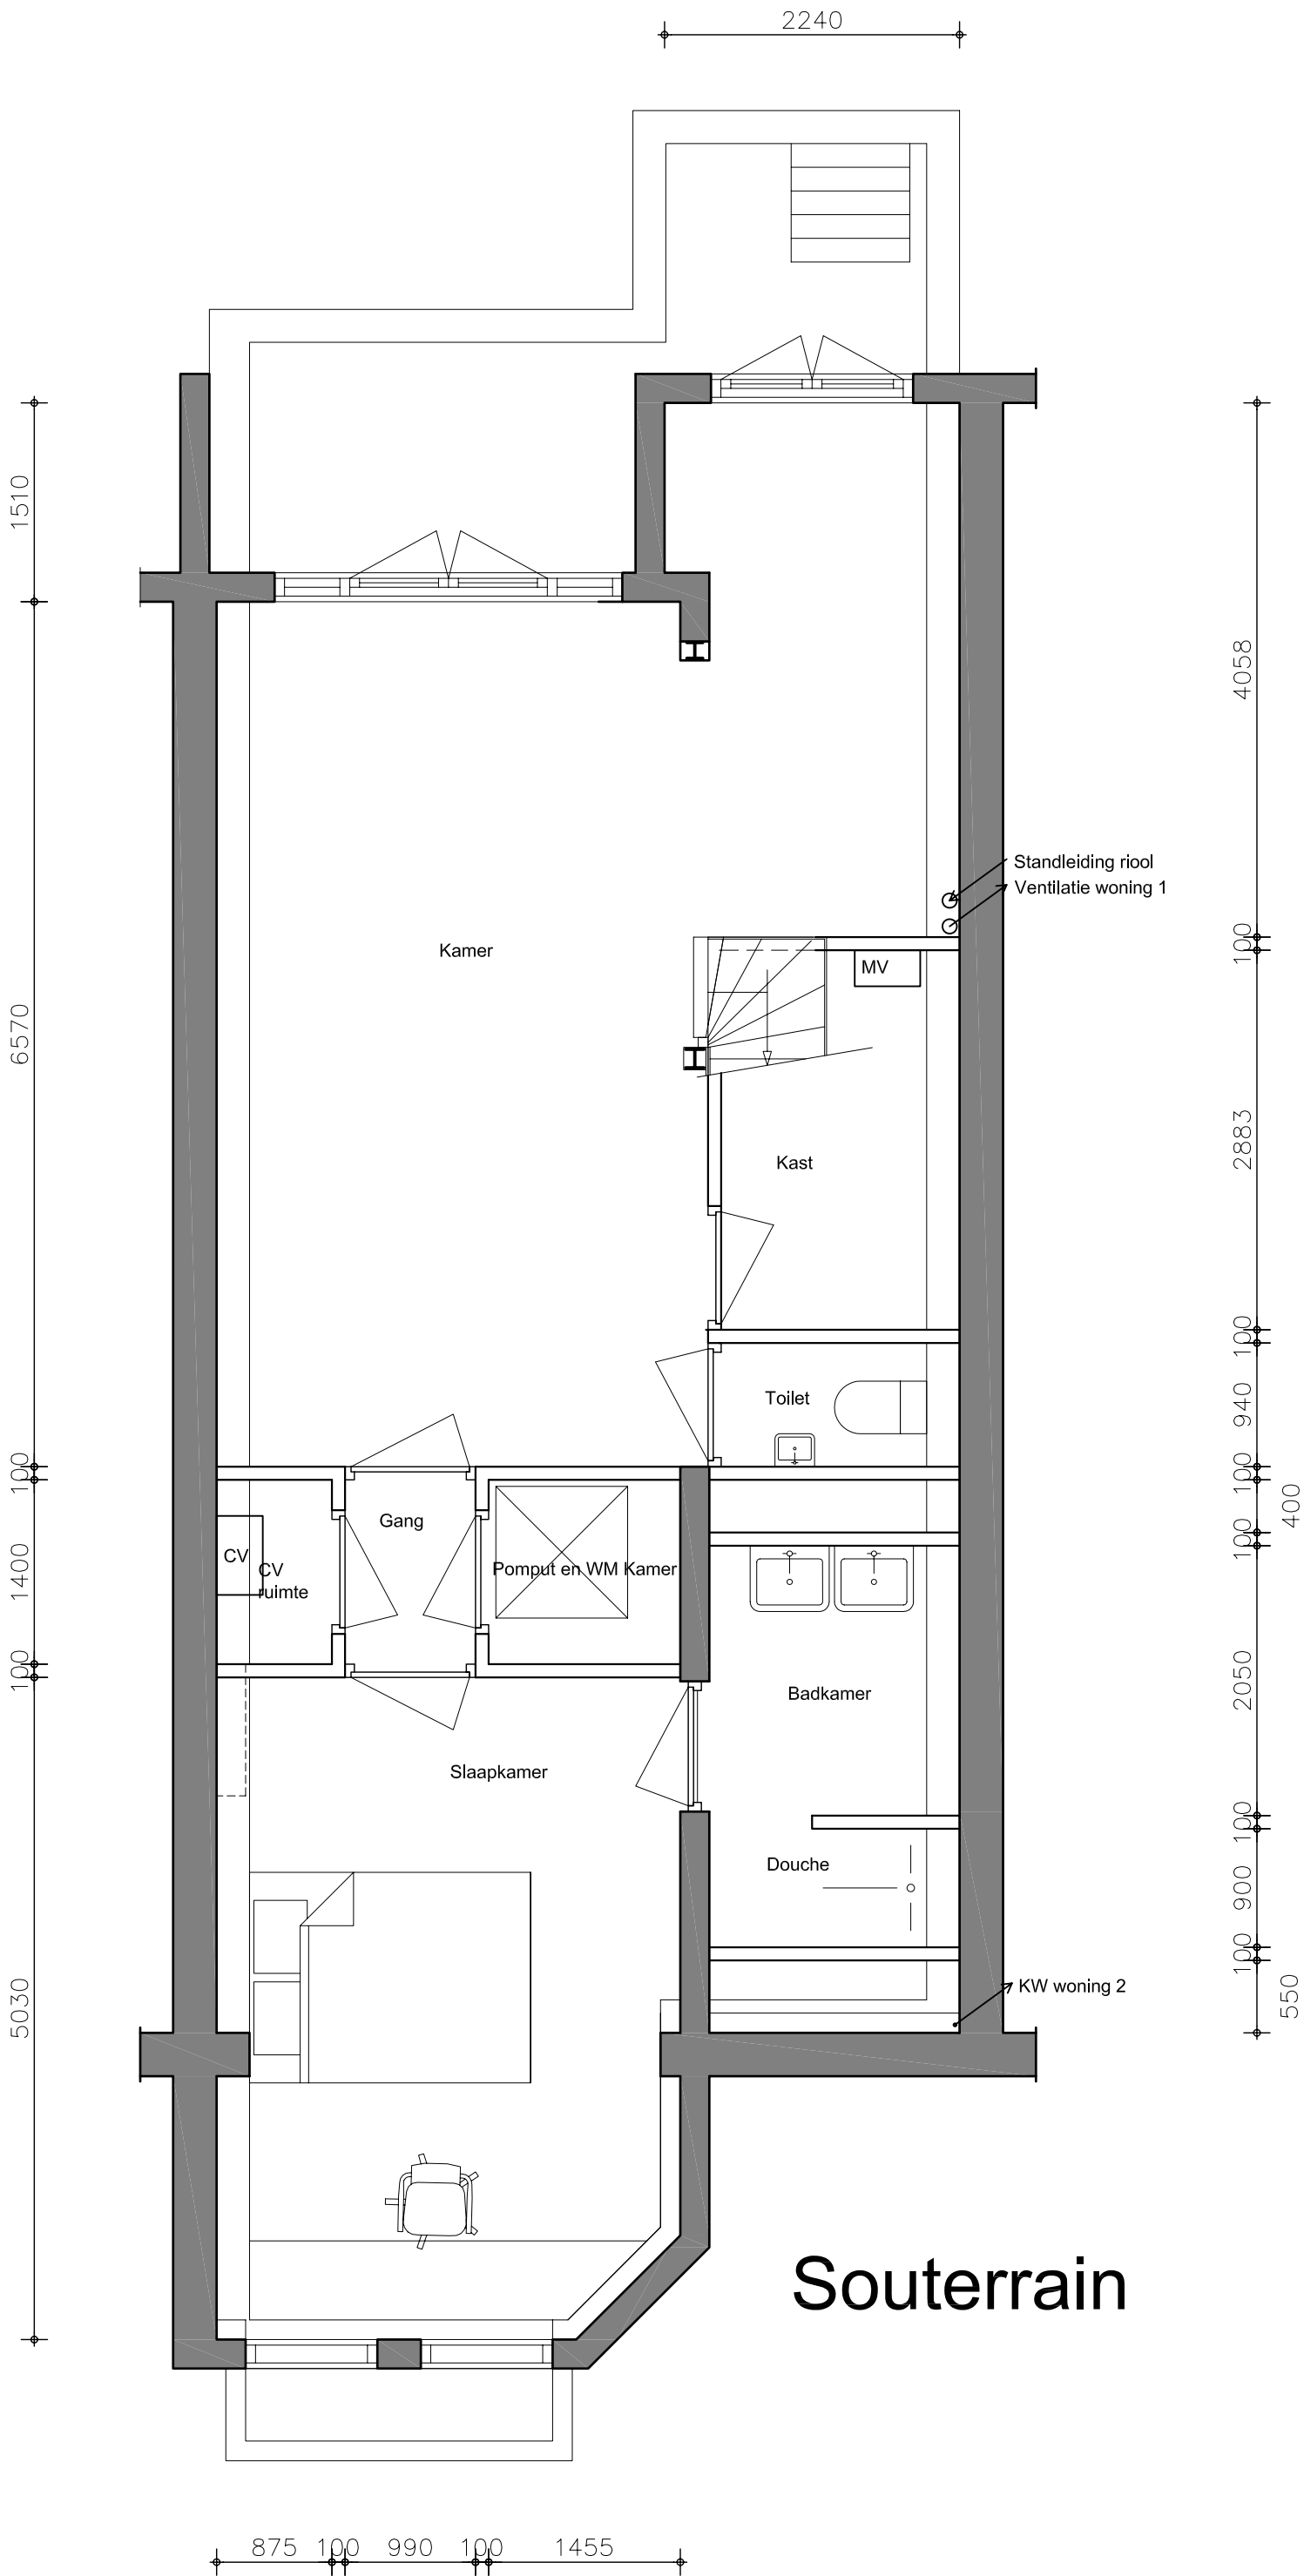 2240
1510
4058
Standleiding riool
Ventilatie woning 1
100
Kamer
MV
6570
2883
Kast
100
Toilet
940
100
100
400
Gang
100
CV
CV
ruimte
Pomput en WM Kamer
1400
100
Badkamer
2050
Slaapkamer
100
Douche
900
100
KW woning 2
550
5030
Souterrain
875
100
990
100
1455